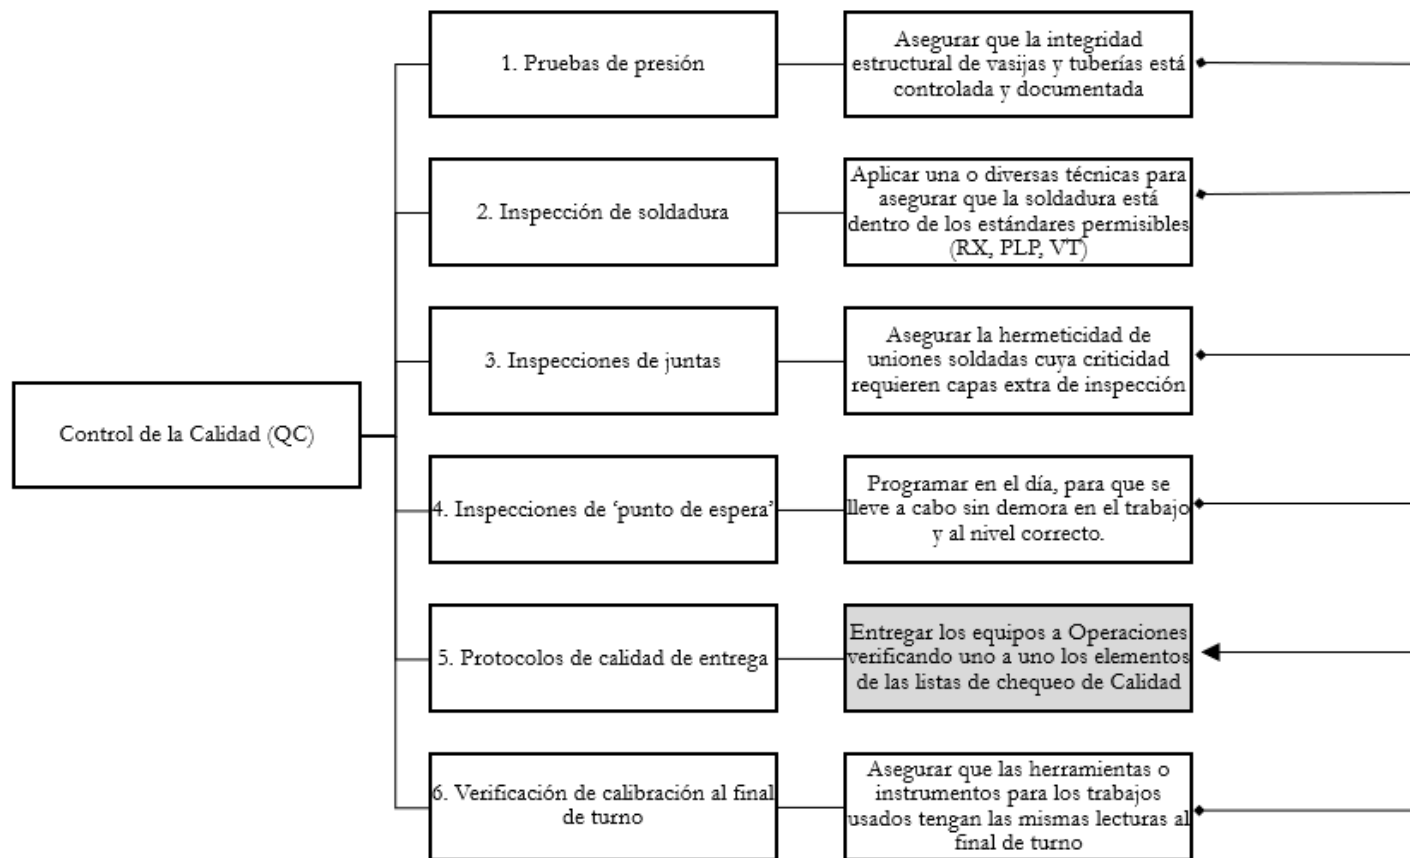 1. Pruebas de presión
Asegurar que la integridad
estructural de vasijas y tuberías está
controlada y documentada
2. Inspección de soldadura
Aplicar una o diversas técnicas para
asegurar que la soldadura está
dentro de los estándares permisibles
(RX, PLP, VT)
3. Inspecciones de juntas
Asegurar la hermeticidad de
uniones soldadas cuya criticidad
requieren capas extra de inspección
Control de la Calidad (QC)
4. Inspecciones de ‘punto de espera’
Programar en el día, para que se
lleve a cabo sin demora en el trabajo
y al nivel correcto.
5. Protocolos de calidad de entrega
Entregar los equipos a Operaciones
verificando uno a uno los elementos
de las listas de chequeo de Calidad
6. Verificación de calibración al final
de turno
Asegurar que las herramientas o
instrumentos para los trabajos
usados tengan las mismas lecturas al
final de turno